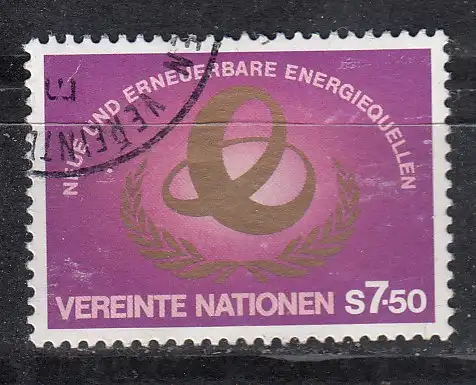 NEUE UND ERNEUERBARE ENERGIEQUELLEN
VEREINTE NATIONEN S7·50